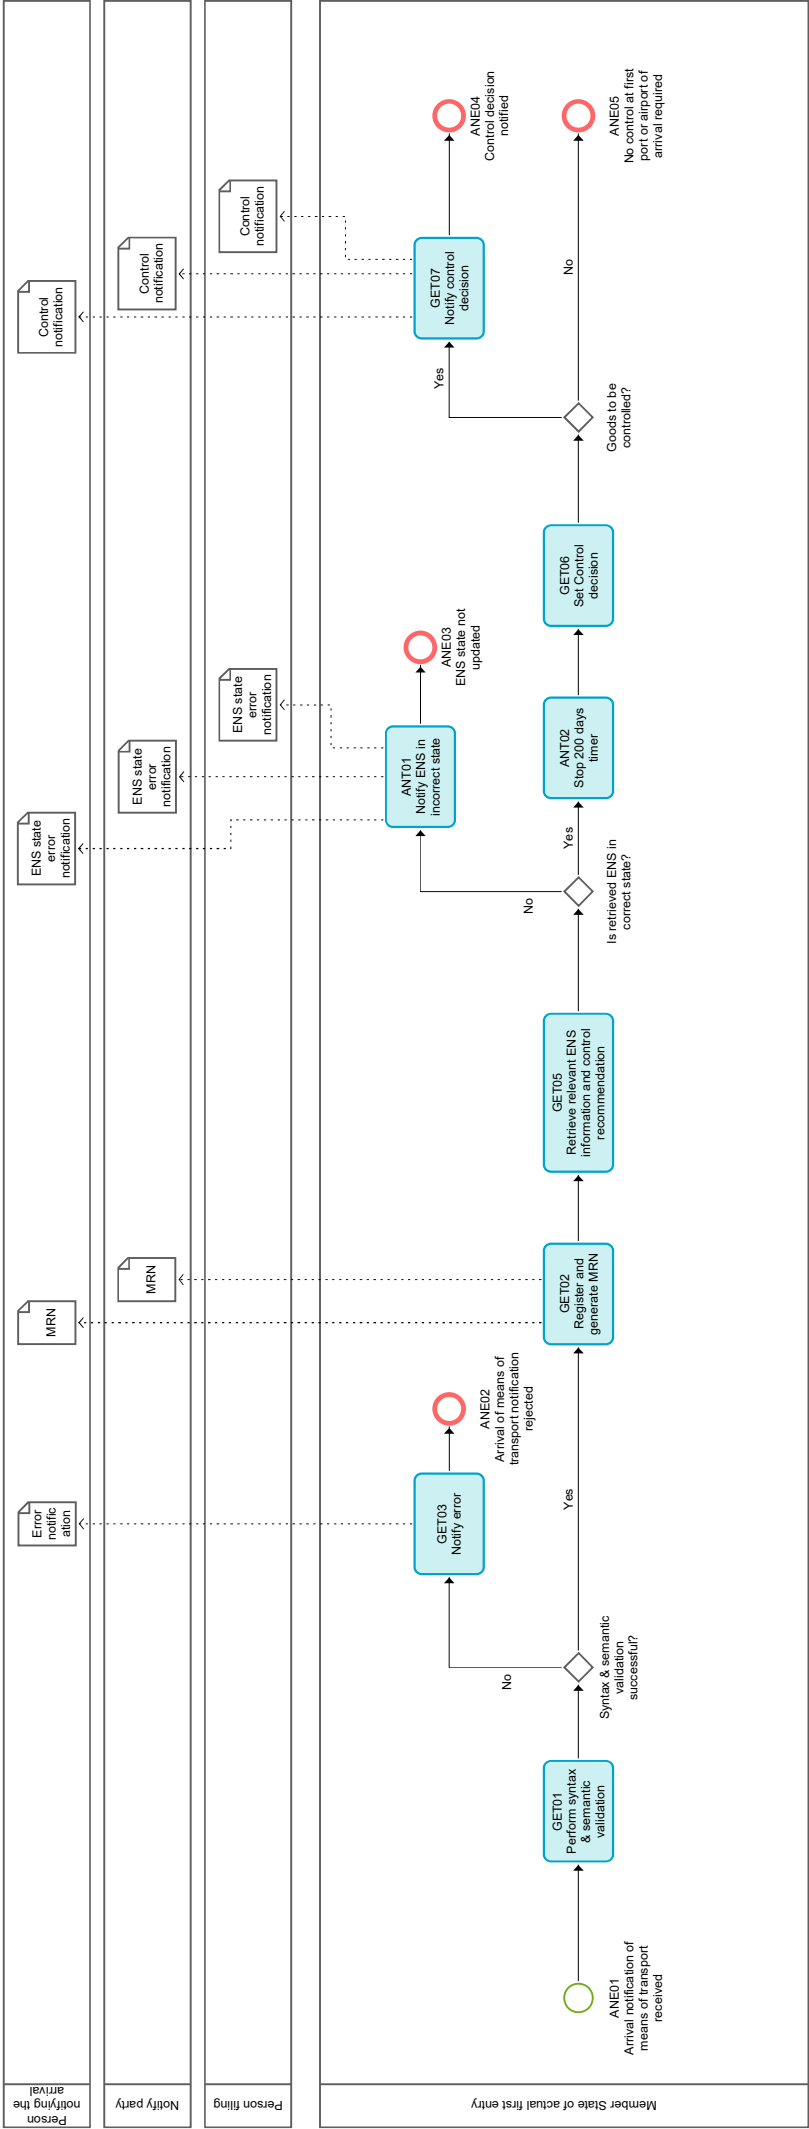 Person
notifying the
arrival
Error
notific
ation
MRN
ENS state
error
notification
Control
notification
Notify party
MRN
ENS state
error
notification
Control
notification
Person filing
ENS state
error
notification
Control
notification
Member State of actual first entry
ANE01
Arrival notification of
means of transport
received
GET01
Perform syntax
& semantic
validation
Syntax & semantic
validation
successful?
No
GET03
Notify error
ANE02
Arrival of means of
transport notification
rejected
Yes
GET02
Register and
generate MRN
GET05
Retrieve relevant ENS
information and control
recommendation
Is retrieved ENS in
correct state?
No
ANT01
Notify ENS in
incorrect state
ANE03
ENS state not
updated
Yes
ANT02
Stop 200 days
timer
GET06
Set Control
decision
Goods to be
controlled?
Yes
GET07
Notify control
decision
ANE04
Control decision
notified
No
ANE05
No control at first
port or airport of
arrival required